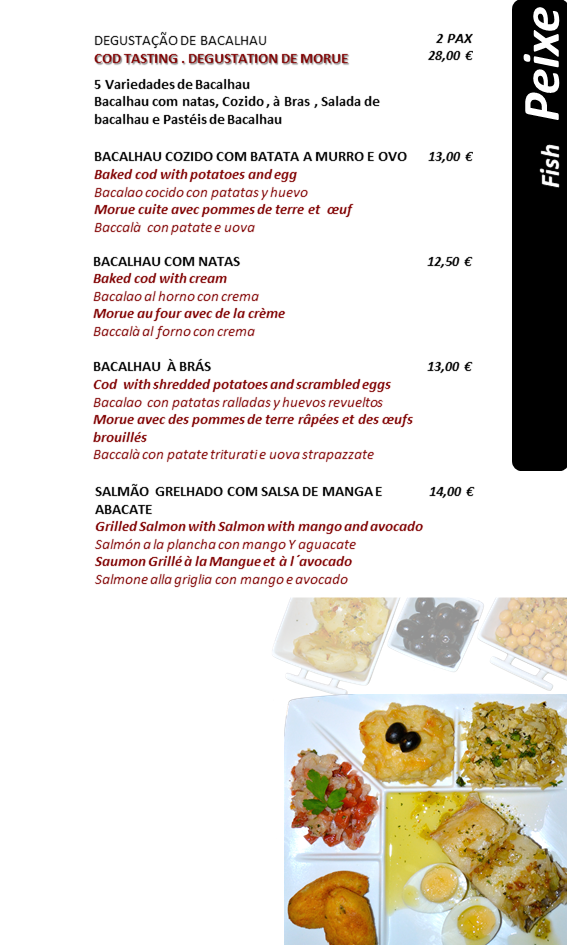 DEGUSTAÇÃO DE BACALHAU 2 PAX
COD TASTING . DEGUSTATION DE MORUE 28,00 €
5 Variedades de Bacalhau
Bacalhau com natas, Cozido , à Bras , Salada de
bacalhau e Pastéis de Bacalhau
BACALHAU COZIDO COM BATATA A MURRO E OVO 13,00 €
Baked cod with potatoes and egg
Bacalao cocido con patatas y huevo
Morue cuite avec pommes de terre et œuf
Baccalà con patate e uova
BACALHAU COM NATAS 12,50 €
Baked cod with cream
Bacalao al horno con crema
Morue au four avec de la crème
Baccalà al forno con crema
BACALHAU À BRÁS 13,00 €
Cod with shredded potatoes and scrambled eggs
Bacalao con patatas ralladas y huevos revueltos
Morue avec des pommes de terre râpées et des œufs
brouillés
Baccalà con patate triturati e uova strapazzate
SALMÃO GRELHADO COM SALSA DE MANGA E 14,00 €
ABACATE
Grilled Salmon with Salmon with mango and avocado
Salmón a la plancha con mango Y aguacate
Saumon Grillé à la Mangue et à l´avocado
Salmone alla griglia con mango e avocado
Fish Peixe